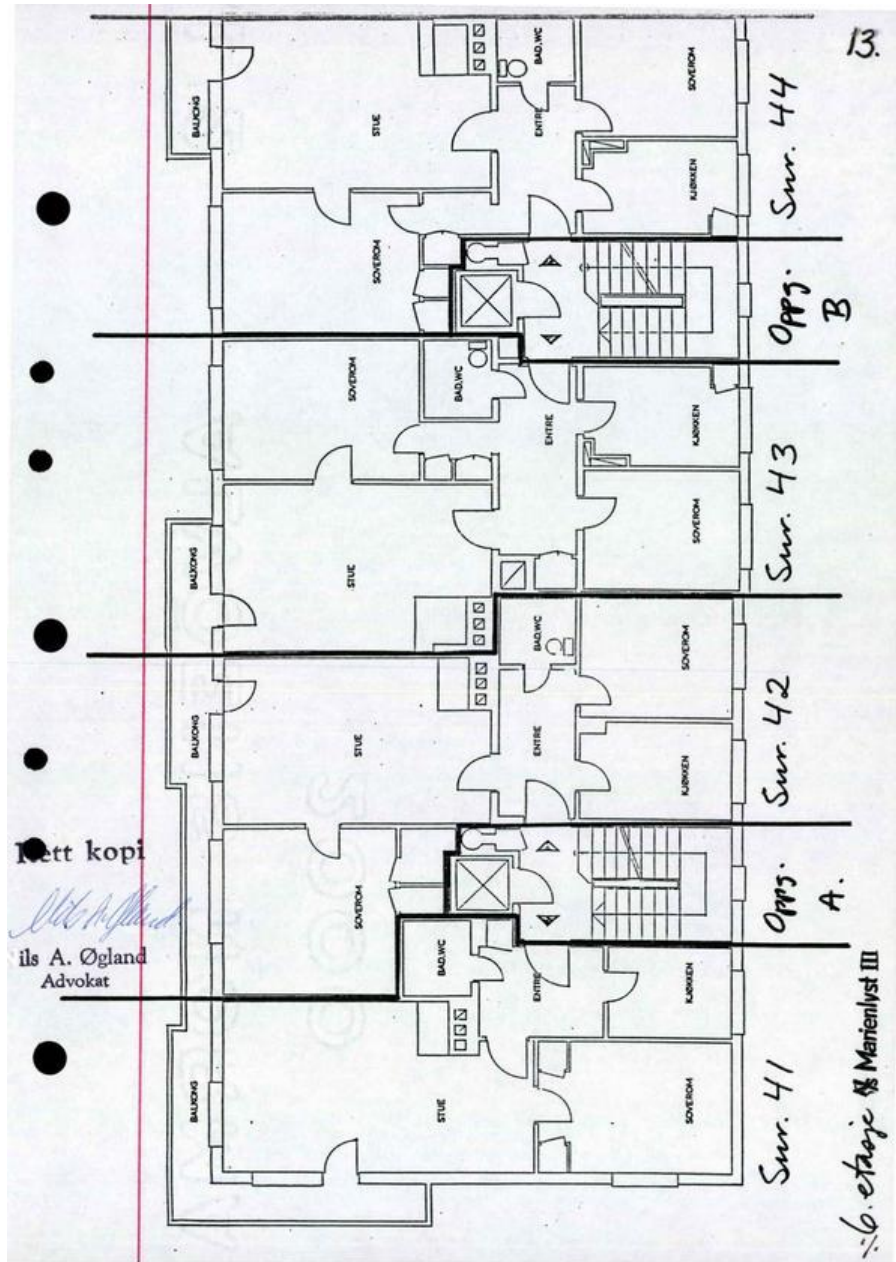 13.
BALKONG
STUE
BAD,WC
ENTRE
SOVEROM
KJØKKEN
SOVEROM
Snr. 44
Oppg.
B
SOVEROM
BAD,WC
ENTRE
KJØKKEN
SOVEROM
STUE
BALKONG
Snr. 43
BALKONG
STUE
BAD,WC
ENTRE
SOVEROM
KJØKKEN
SOVEROM
Snr. 42
Oppg.
A.
BALKONG
STUE
BAD,WC
ENTRE
KJØKKEN
SOVEROM
Snr. 41
Rett kopi
ils A. Øgland
Advokat
6. etasje
Marienlyst III